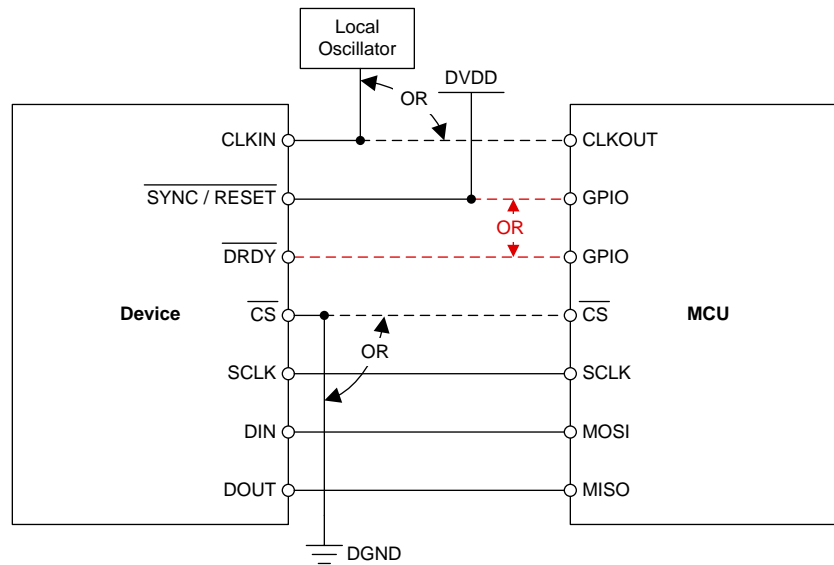 Local
Oscillator
DVDD
OR
CLKIN
CLKOUT
SYNC / RESET
GPIO
OR
DRDY
GPIO
Device
CS
CS
MCU
OR
SCLK
SCLK
DIN
MOSI
DOUT
MISO
DGND